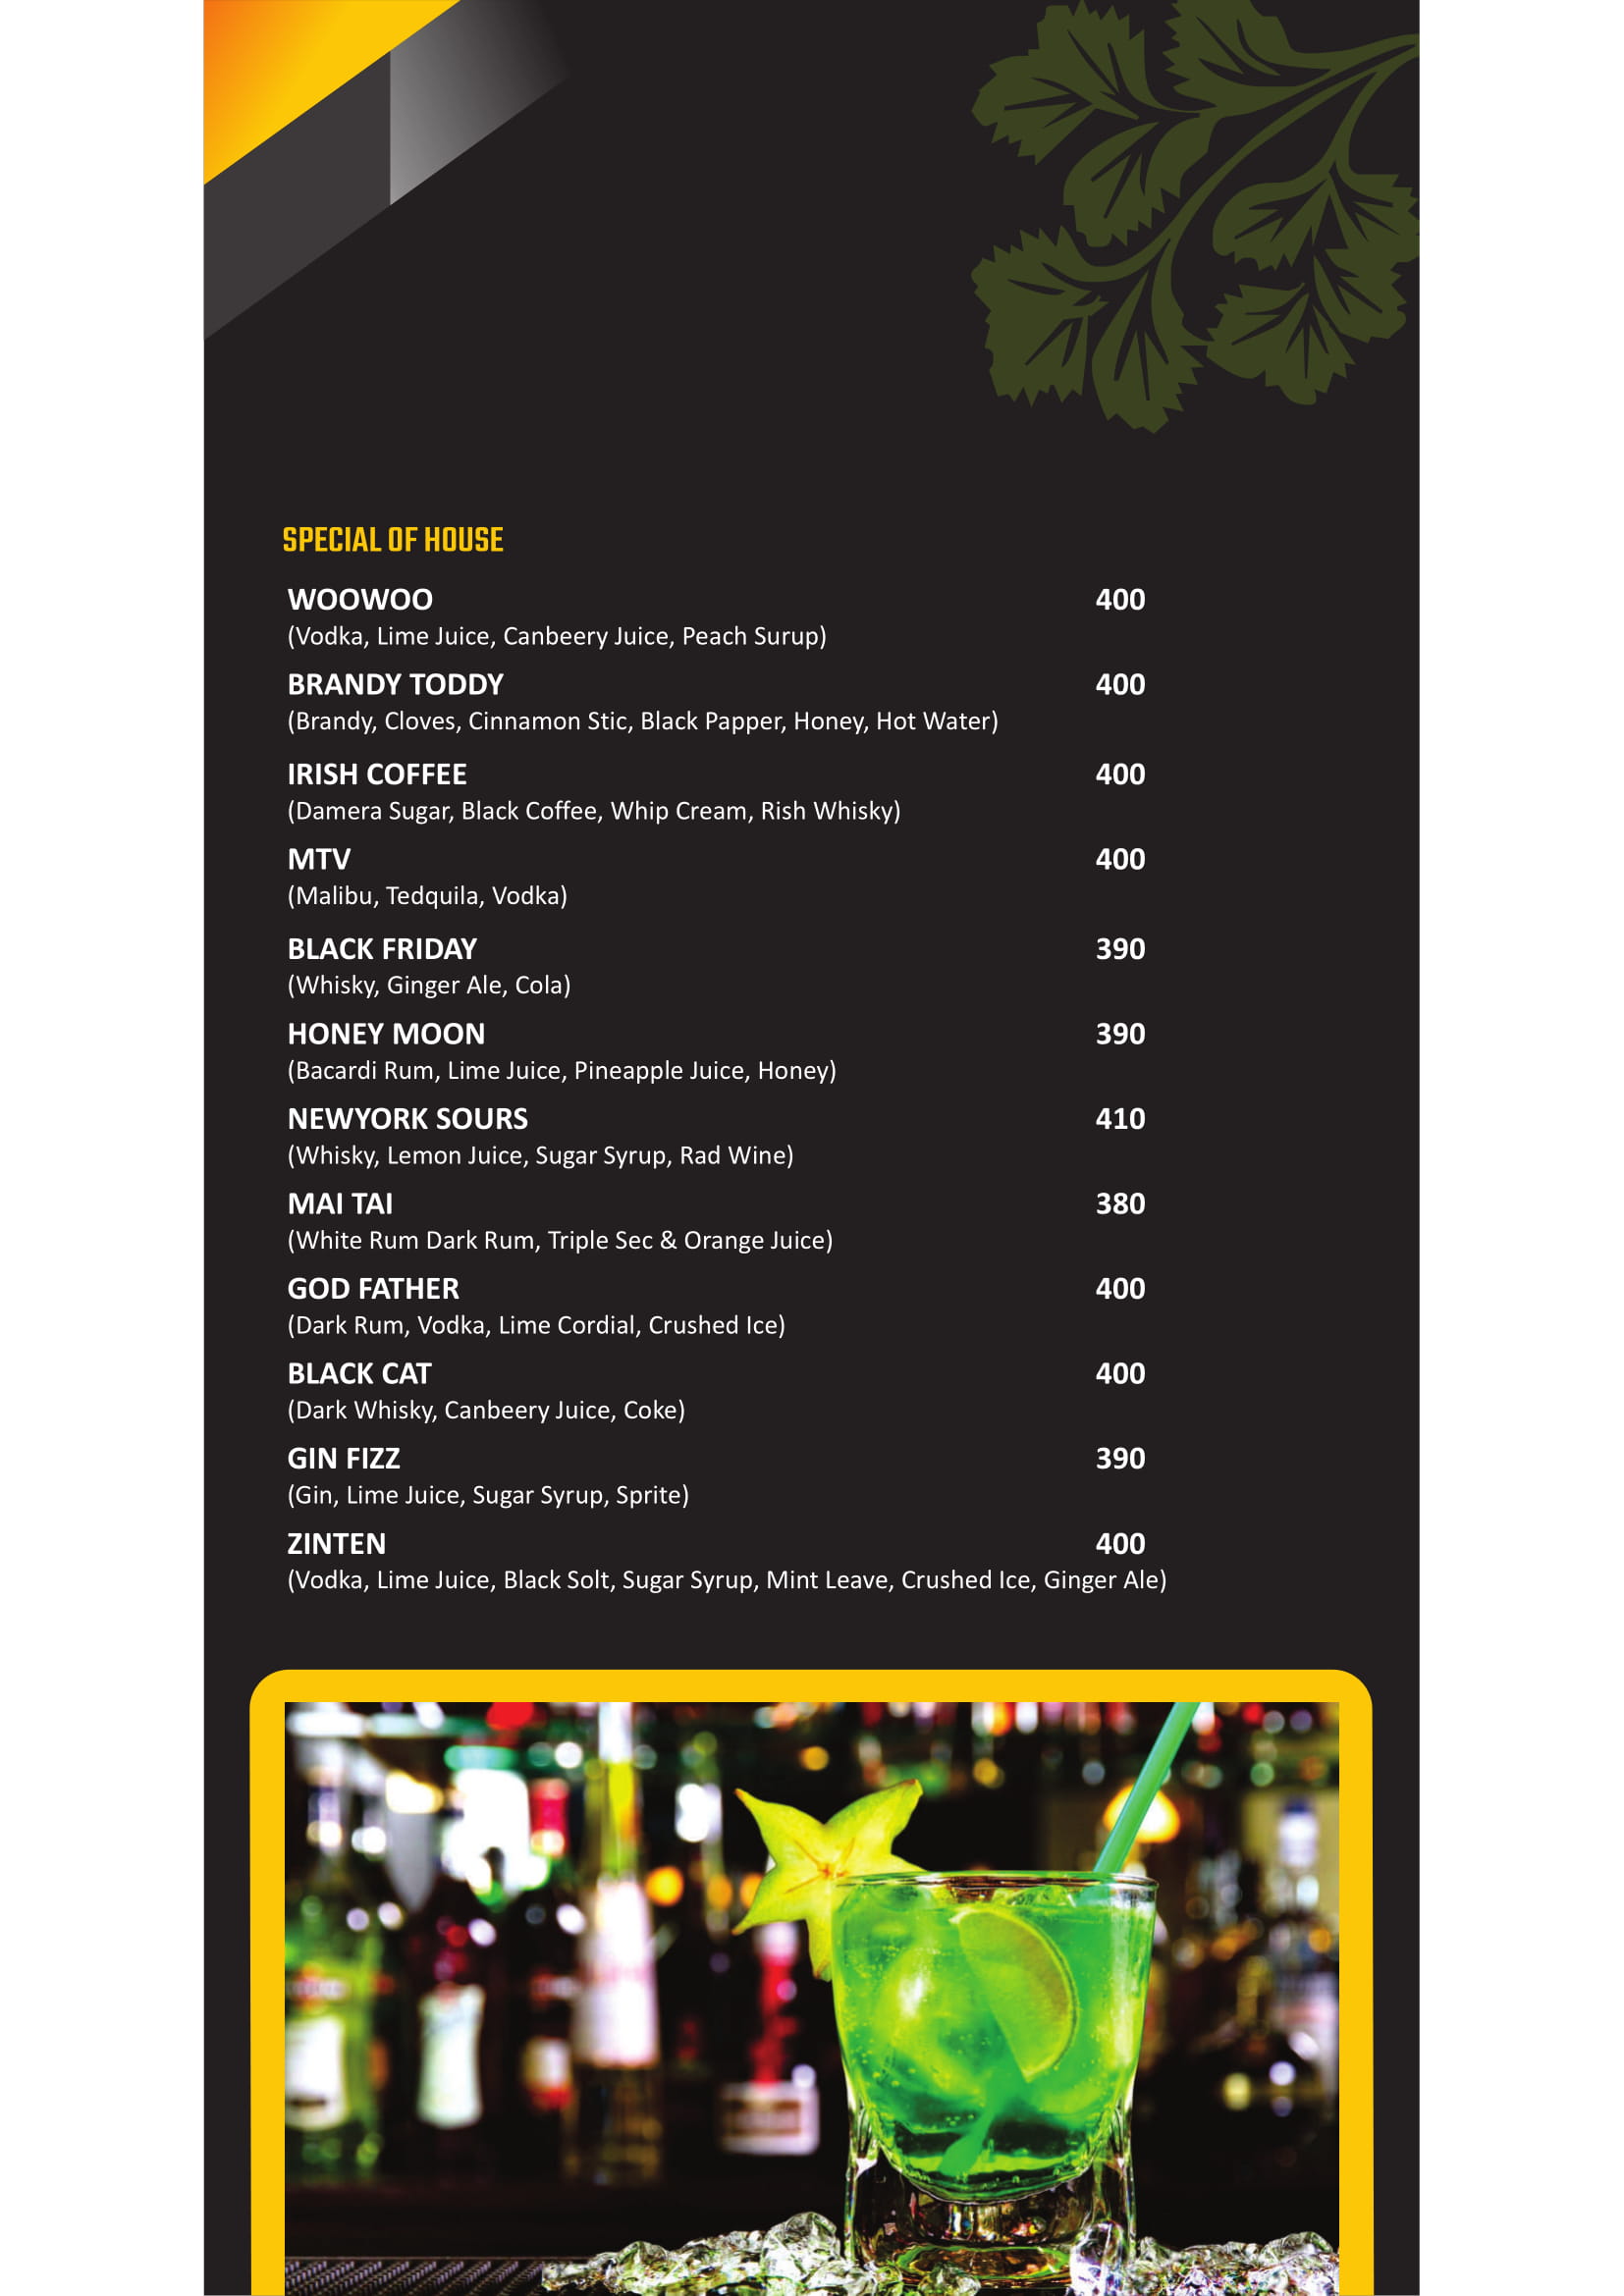 SPECIAL OF HOUSE
WOOWOO 400
(Vodka, Lime Juice, Canbeery Juice, Peach Surup)
BRANDY TODDY 400
(Brandy, Cloves, Cinnamon Stic, Black Papper, Honey, Hot Water)
IRISH COFFEE 400
(Damera Sugar, Black Coffee, Whip Cream, Rish Whisky)
MTV 400
(Malibu, Tedquila, Vodka)
BLACK FRIDAY 390
(Whisky, Ginger Ale, Cola)
HONEY MOON 390
(Bacardi Rum, Lime Juice, Pineapple Juice, Honey)
NEWYORK SOURS 410
(Whisky, Lemon Juice, Sugar Syrup, Rad Wine)
MAI TAI 380
(White Rum Dark Rum, Triple Sec & Orange Juice)
GOD FATHER 400
(Dark Rum, Vodka, Lime Cordial, Crushed Ice)
BLACK CAT 400
(Dark Whisky, Canbeery Juice, Coke)
GIN FIZZ 390
(Gin, Lime Juice, Sugar Syrup, Sprite)
ZINTEN 400
(Vodka, Lime Juice, Black Solt, Sugar Syrup, Mint Leave, Crushed Ice, Ginger Ale)